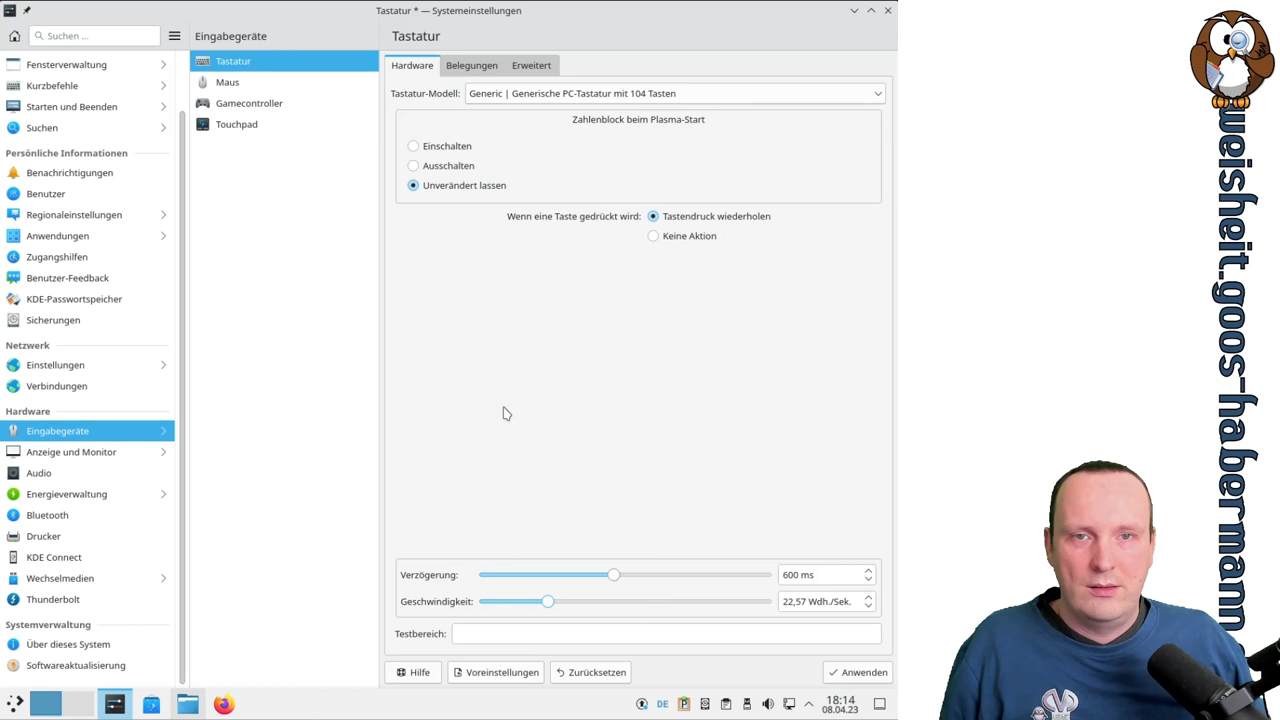 Tastatur * — Systemeinstellungen
Suchen ...
Eingabegeräte
Tastatur
Fensterverwaltung
Kurzbefehle
Starten und Beenden
Suchen
Persönliche Informationen
Benachrichtigungen
Benutzer
Regionaleinstellungen
Anwendungen
Zugangshilfen
Benutzer-Feedback
KDE-Passwortspeicher
Sicherungen
Netzwerk
Einstellungen
Verbindungen
Hardware
Eingabegeräte
Anzeige und Monitor
Audio
Energieverwaltung
Bluetooth
Drucker
KDE Connect
Wechselmedien
Thunderbolt
Systemverwaltung
Über dieses System
Softwareaktualisierung
Tastatur
Maus
Gamecontroller
Touchpad
Hardware Belegungen Erweitert
Tastatur-Modell: Generic | Generische PC-Tastatur mit 104 Tasten
Zahlenblock beim Plasma-Start
Einschalten
Ausschalten
Unverändert lassen
Wenn eine Taste gedrückt wird: Tastendruck wiederholen
Keine Aktion
Verzögerung: 600 ms
Geschwindigkeit: 22,57 Wdh./Sek.
Testbereich:
Hilfe Voreinstellungen Zurücksetzen Anwenden
DE
18:14
08.04.23
weisheit.goos-habermann